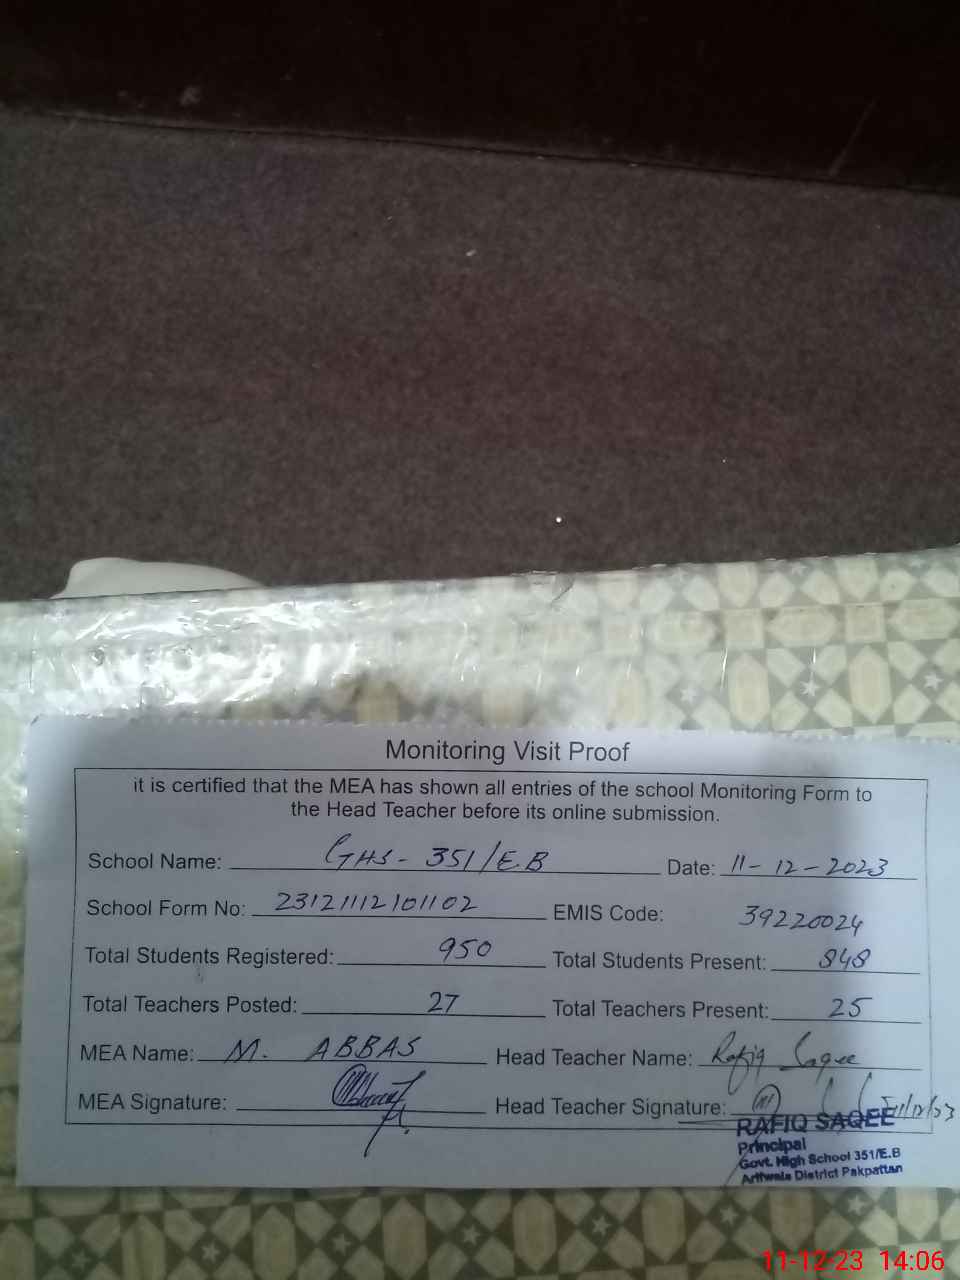 Monitoring Visit Proof
it is certified that the MEA has shown all entries of the school Monitoring Form to
the Head Teacher before its online submission.
School Name: GHS - 351/E.B Date: 11-12-2023
School Form No: 23121112101102 EMIS Code: 39220024
Total Students Registered: 950 Total Students Present: 848
Total Teachers Posted: 27 Total Teachers Present: 25
MEA Name: M. ABBAS Head Teacher Name: Rafiq Saqee
MEA Signature: Head Teacher Signature: 11/12/23
RAFIQ SAQEE
Principal
Govt. High School 351/E.B
Arifwala District Pakpattan
11-12-23 14:06